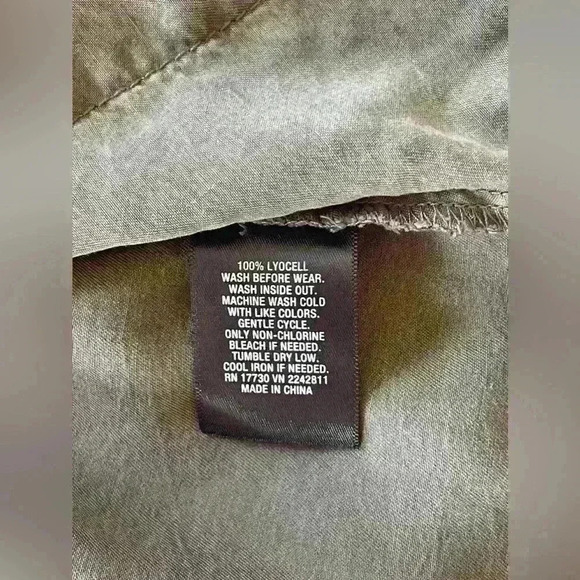 100% LYOCELL
WASH BEFORE WEAR.
WASH INSIDE OUT.
MACHINE WASH COLD
WITH LIKE COLORS.
GENTLE CYCLE.
ONLY NON-CHLORINE
BLEACH IF NEEDED.
TUMBLE DRY LOW.
COOL IRON IF NEEDED.
RN 17730 VN 2242811
MADE IN CHINA